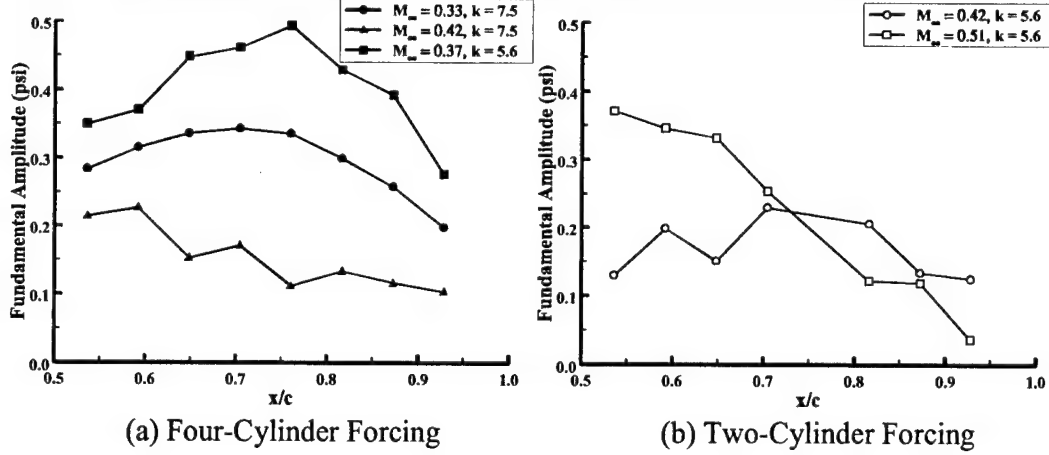 M∞ = 0.33, k = 7.5
M∞ = 0.42, k = 7.5
M∞ = 0.37, k = 5.6
Fundamental Amplitude (psi)
0.5
0.4
0.3
0.2
0.1
0.0
0.5 0.6 0.7 0.8 0.9 1.0
x/c
(a) Four-Cylinder Forcing
M∞ = 0.42, k = 5.6
M∞ = 0.51, k = 5.6
Fundamental Amplitude (psi)
0.5
0.4
0.3
0.2
0.1
0.0
0.5 0.6 0.7 0.8 0.9 1.0
x/c
(b) Two-Cylinder Forcing